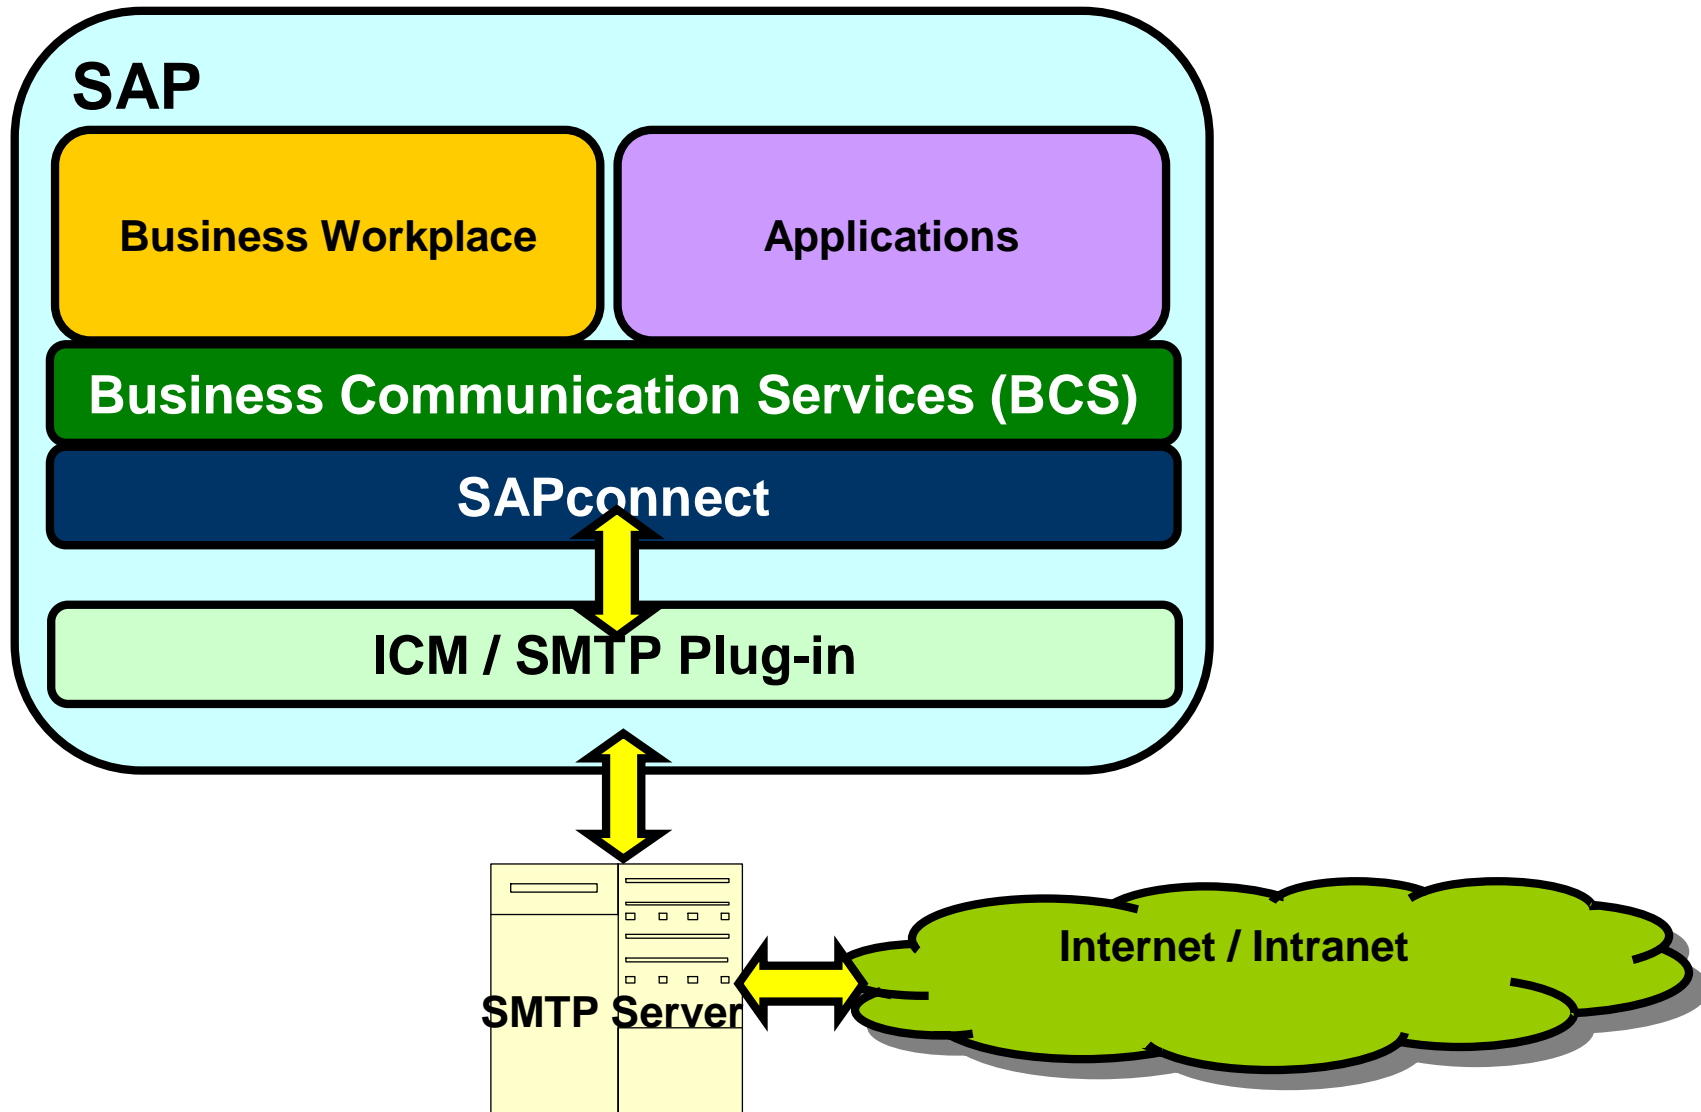 SAP
Business Workplace
Applications
Business Communication Services (BCS)
SAPconnect
ICM / SMTP Plug-in
Internet / Intranet
SMTP Server